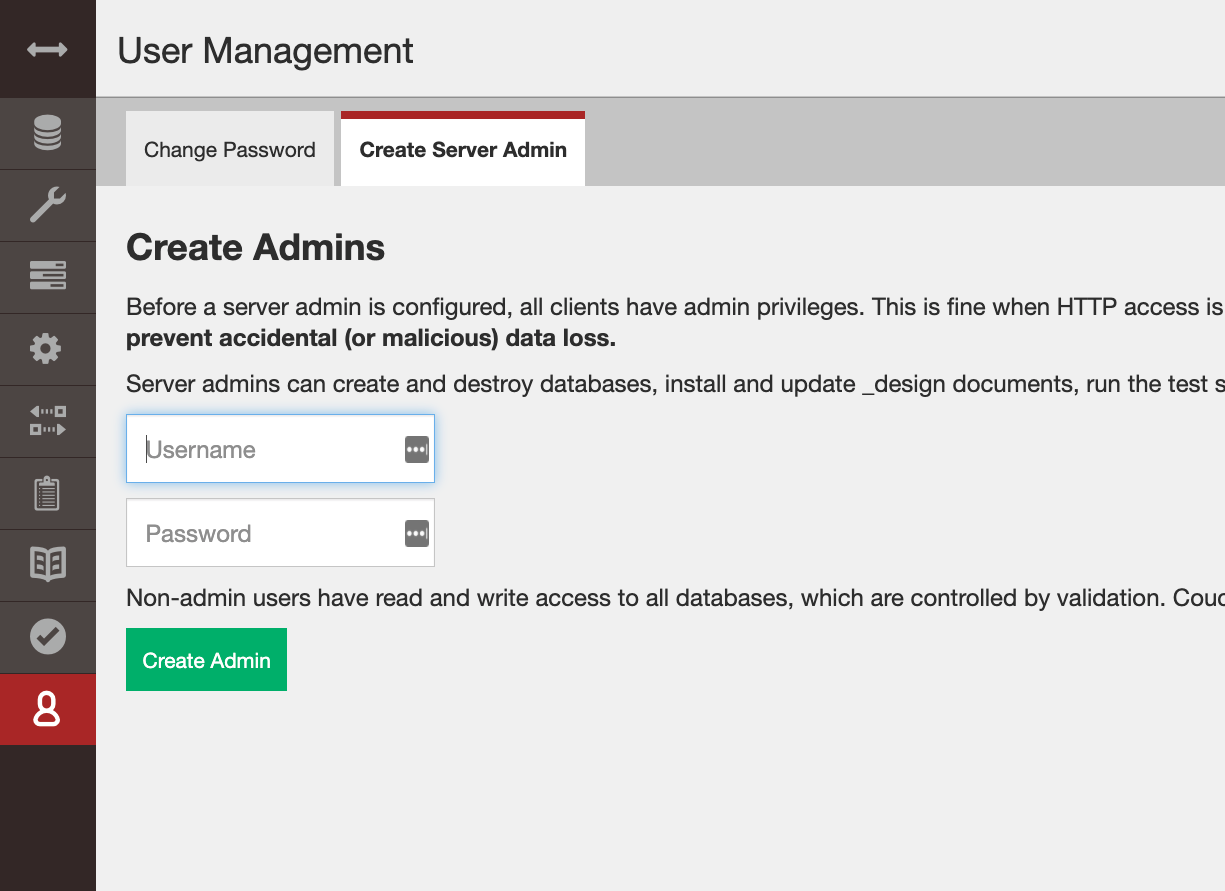 User Management
Change Password
Create Server Admin
Create Admins
Before a server admin is configured, all clients have admin privileges. This is fine when HTTP access is
prevent accidental (or malicious) data loss.
Server admins can create and destroy databases, install and update _design documents, run the test s
Username
Password
Non-admin users have read and write access to all databases, which are controlled by validation. Couc
Create Admin